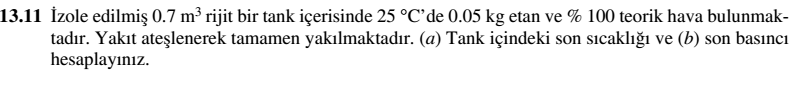 13.11 İzole edilmiş 0.7 m³ rijit bir tank içerisinde 25 °C’de 0.05 kg etan ve % 100 teorik hava bulunmak-
tadır. Yakıt ateşlenerek tamamen yakılmaktadır. (a) Tank içindeki son sıcaklığı ve (b) son basıncı
hesaplayınız.